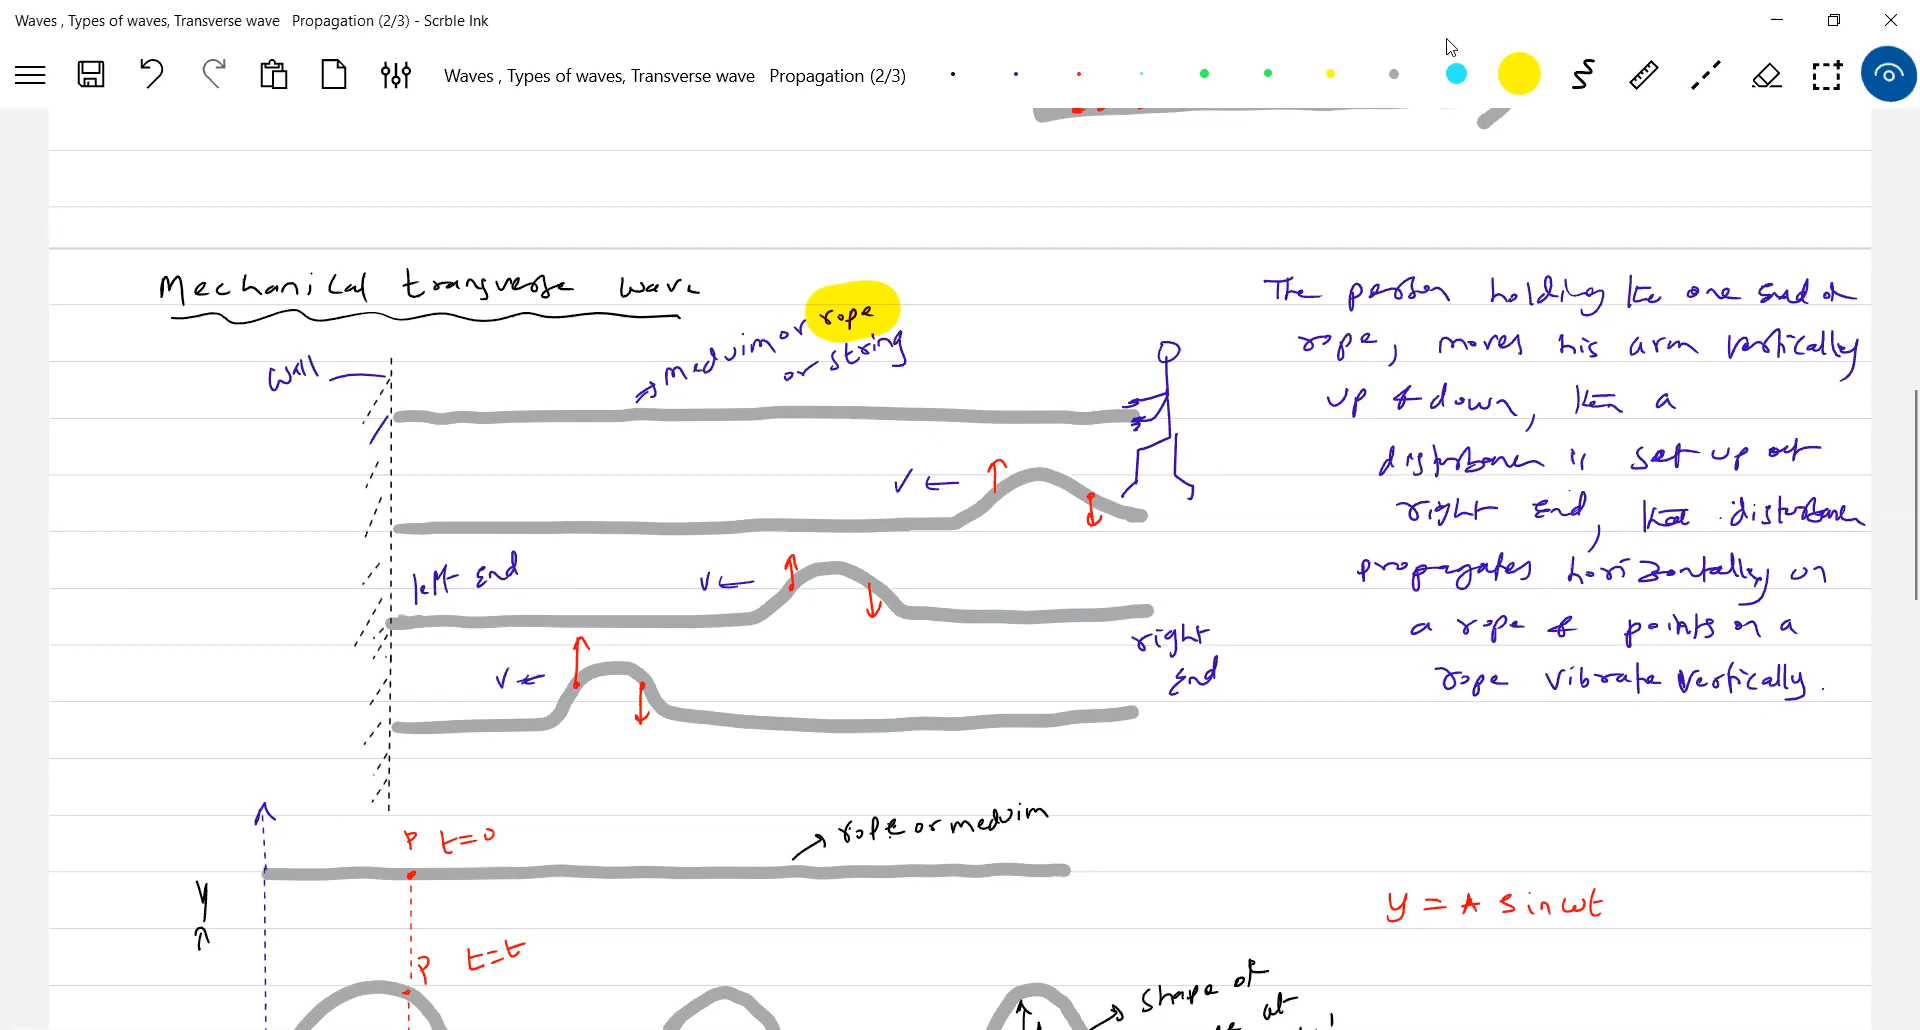 Waves , Types of waves, Transverse wave Propagation (2/3) - Scrble Ink
Waves , Types of waves, Transverse wave Propagation (2/3)
Mechanical transverse wave
Wall
medvim or rope
or string
The person holding the one end of
rope, moves his arm vertically
up & down, then a
disturbance is set up at
right end, that disturbance
propagates horizontally on
a rope & points on a
rope vibrate vertically.
V ←
left end
V ←
right
end
V ←
rope or medvim
P t=0
y
y = A sin ωt
P t=t
shape of
at